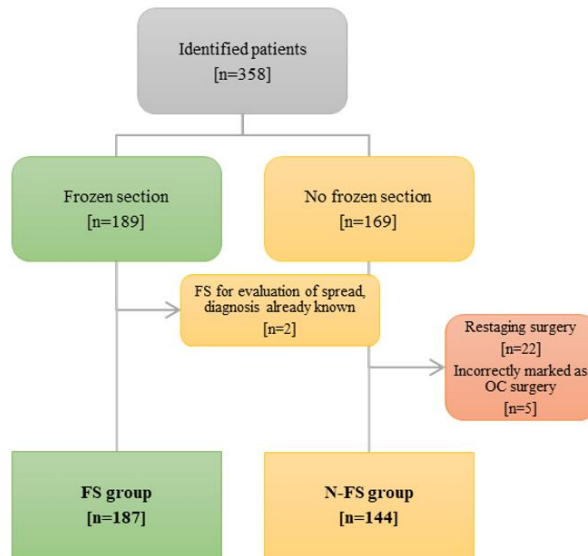 Identified patients
[n=358]
Frozen section
[n=189]
No frozen section
[n=169]
FS for evaluation of spread,
diagnosis already known
[n=2]
Restaging surgery
[n=22]
Incorrectly marked as
OC surgery
[n=5]
FS group
[n=187]
N-FS group
[n=144]